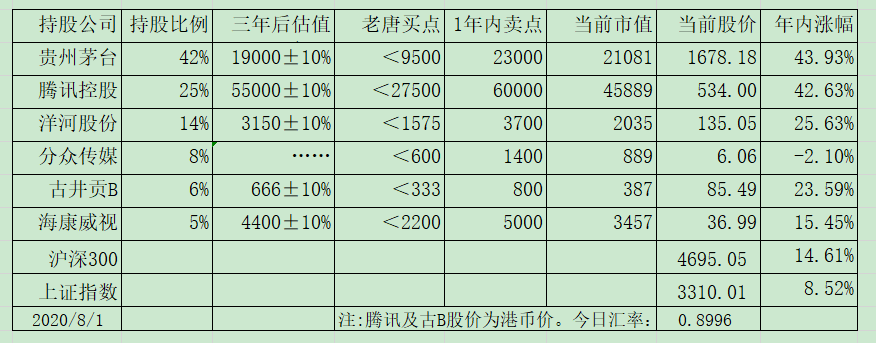 持股公司 持股比例 三年后估值 老唐买点 1年内卖点 当前市值 当前股价 年内涨幅
贵州茅台 42% 19000±10% <9500 23000 21081 1678.18 43.93%
腾讯控股 25% 55000±10% <27500 60000 45889 534.00 42.63%
洋河股份 14% 3150±10% <1575 3700 2035 135.05 25.63%
分众传媒 8% …… <600 1400 889 6.06 -2.10%
古井贡B 6% 666±10% <333 800 387 85.49 23.59%
海康威视 5% 4400±10% <2200 5000 3457 36.99 15.45%
沪深300 4695.05 14.61%
上证指数 3310.01 8.52%
2020/8/1 注:腾讯及古B股价为港币价。今日汇率: 0.8996